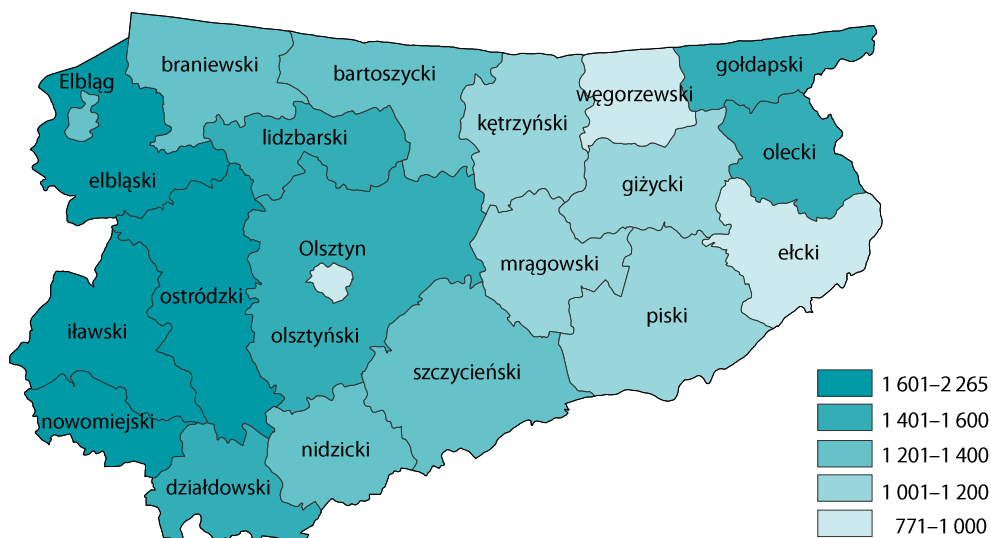 Elbląg
braniewski
bartoszycki
gołdapski
węgorzewski
kętrzyński
lidzbarski
olecki
elbląski
giżycki
Olsztyn
mrągowski
ełcki
ostródzki
piski
iławski
olsztyński
szczycieński
nowomiejski
nidzicki
działdowski
1 601–2 265
1 401–1 600
1 201–1 400
1 001–1 200
771–1 000